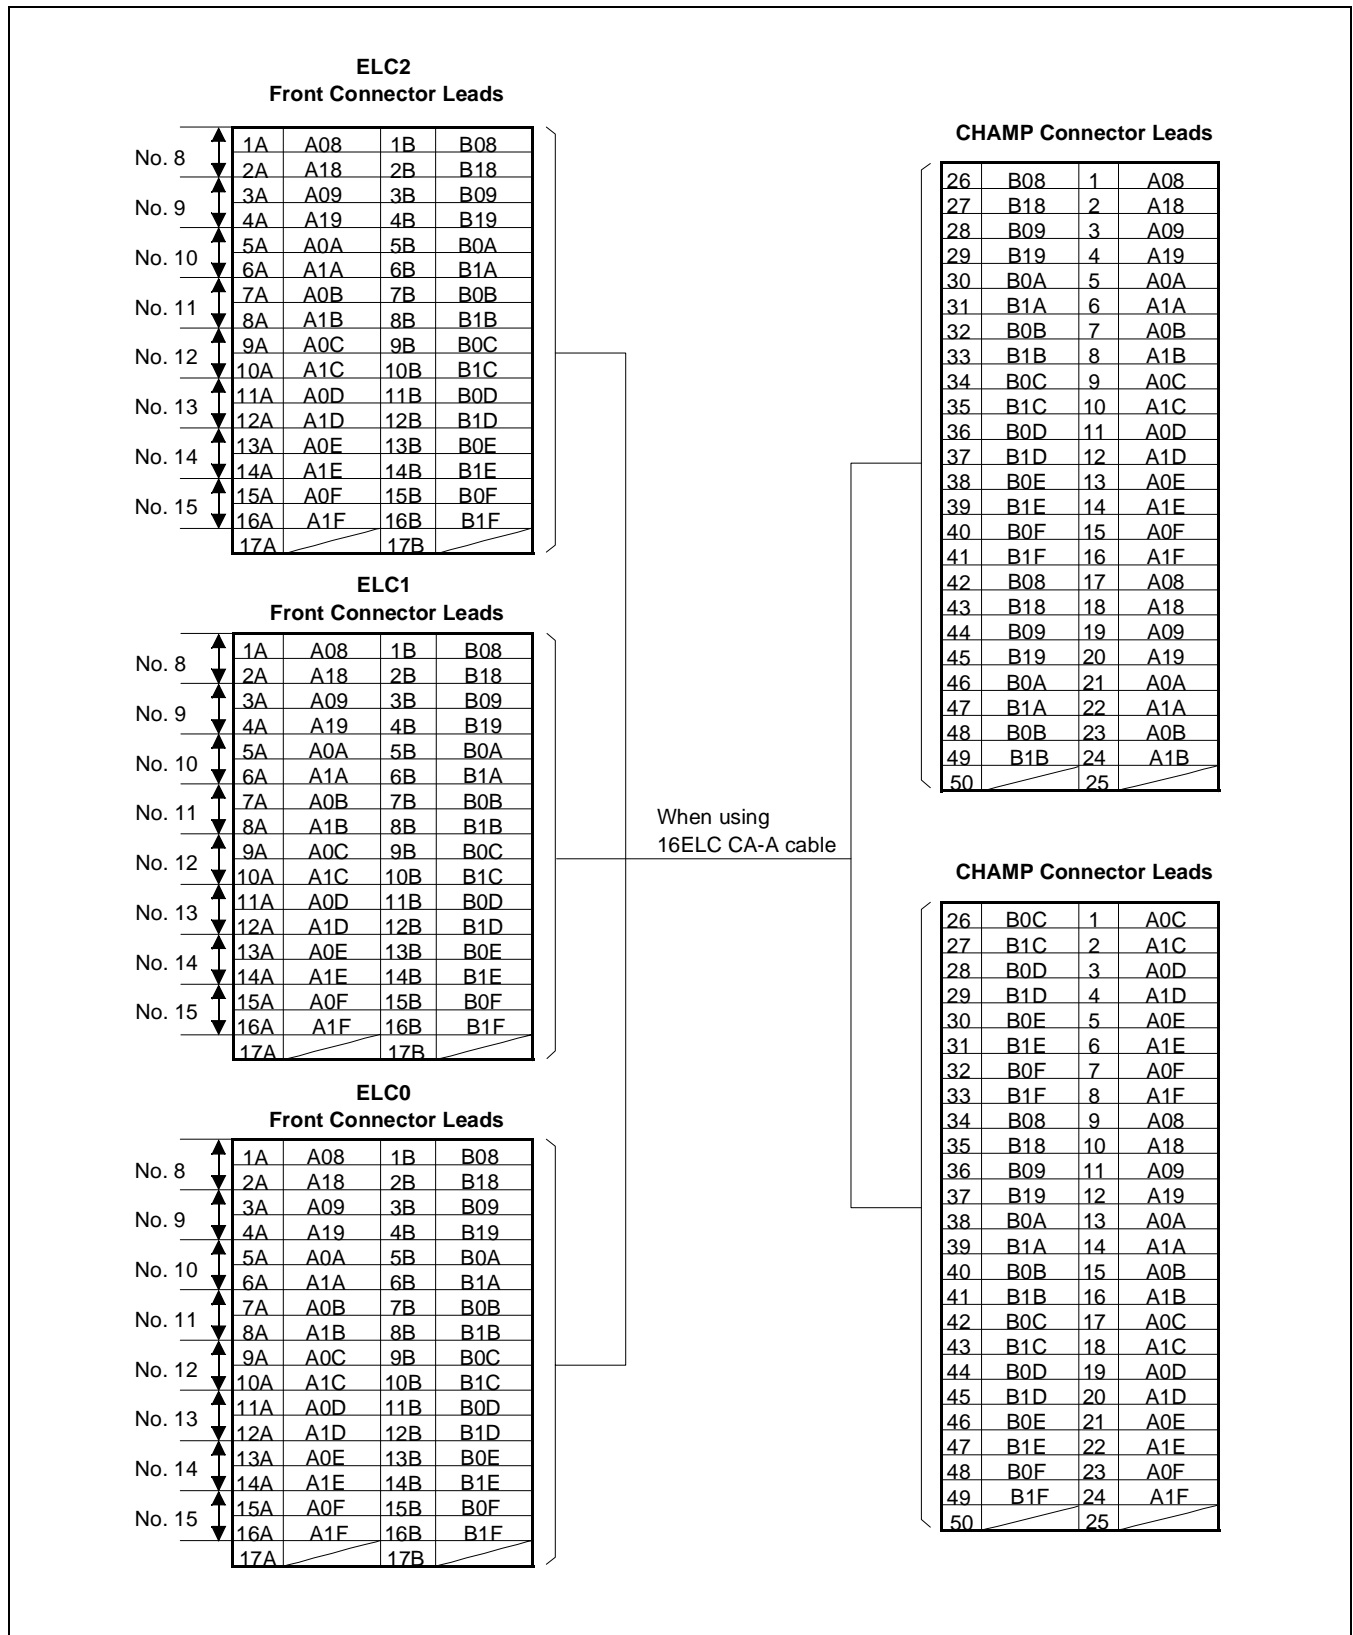 ELC2
Front Connector Leads
No. 8
1A A08 1B B08
2A A18 2B B18
No. 9
3A A09 3B B09
4A A19 4B B19
No. 10
5A A0A 5B B0A
6A A1A 6B B1A
No. 11
7A A0B 7B B0B
8A A1B 8B B1B
No. 12
9A A0C 9B B0C
10A A1C 10B B1C
No. 13
11A A0D 11B B0D
12A A1D 12B B1D
No. 14
13A A0E 13B B0E
14A A1E 14B B1E
No. 15
15A A0F 15B B0F
16A A1F 16B B1F
17A 17B
ELC1
Front Connector Leads
No. 8
1A A08 1B B08
2A A18 2B B18
No. 9
3A A09 3B B09
4A A19 4B B19
No. 10
5A A0A 5B B0A
6A A1A 6B B1A
No. 11
7A A0B 7B B0B
8A A1B 8B B1B
No. 12
9A A0C 9B B0C
10A A1C 10B B1C
No. 13
11A A0D 11B B0D
12A A1D 12B B1D
No. 14
13A A0E 13B B0E
14A A1E 14B B1E
No. 15
15A A0F 15B B0F
16A A1F 16B B1F
17A 17B
ELC0
Front Connector Leads
No. 8
1A A08 1B B08
2A A18 2B B18
No. 9
3A A09 3B B09
4A A19 4B B19
No. 10
5A A0A 5B B0A
6A A1A 6B B1A
No. 11
7A A0B 7B B0B
8A A1B 8B B1B
No. 12
9A A0C 9B B0C
10A A1C 10B B1C
No. 13
11A A0D 11B B0D
12A A1D 12B B1D
No. 14
13A A0E 13B B0E
14A A1E 14B B1E
No. 15
15A A0F 15B B0F
16A A1F 16B B1F
17A 17B
When using
16ELC CA-A cable
CHAMP Connector Leads
26 B08 1 A08
27 B18 2 A18
28 B09 3 A09
29 B19 4 A19
30 B0A 5 A0A
31 B1A 6 A1A
32 B0B 7 A0B
33 B1B 8 A1B
34 B0C 9 A0C
35 B1C 10 A1C
36 B0D 11 A0D
37 B1D 12 A1D
38 B0E 13 A0E
39 B1E 14 A1E
40 B0F 15 A0F
41 B1F 16 A1F
42 B08 17 A08
43 B18 18 A18
44 B09 19 A09
45 B19 20 A19
46 B0A 21 A0A
47 B1A 22 A1A
48 B0B 23 A0B
49 B1B 24 A1B
50 25
CHAMP Connector Leads
26 B0C 1 A0C
27 B1C 2 A1C
28 B0D 3 A0D
29 B1D 4 A1D
30 B0E 5 A0E
31 B1E 6 A1E
32 B0F 7 A0F
33 B1F 8 A1F
34 B08 9 A08
35 B18 10 A18
36 B09 11 A09
37 B19 12 A19
38 B0A 13 A0A
39 B1A 14 A1A
40 B0B 15 A0B
41 B1B 16 A1B
42 B0C 17 A0C
43 B1C 18 A1C
44 B0D 19 A0D
45 B1D 20 A1D
46 B0E 21 A0E
47 B1E 22 A1E
48 B0F 23 A0F
49 B1F 24 A1F
50 25